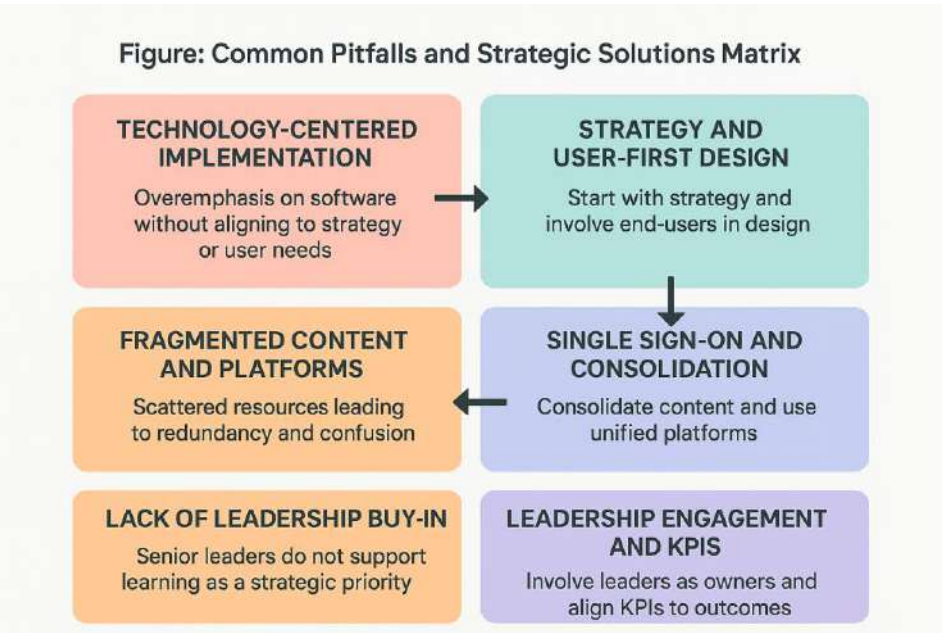 Figure: Common Pitfalls and Strategic Solutions Matrix
TECHNOLOGY-CENTERED
IMPLEMENTATION
Overemphasis on software
without aligning to strategy
or user needs
STRATEGY AND
USER-FIRST DESIGN
Start with strategy and
involve end-users in design
FRAGMENTED CONTENT
AND PLATFORMS
Scattered resources leading
to redundancy and confusion
SINGLE SIGN-ON AND
CONSOLIDATION
Consolidate content and use
unified platforms
LACK OF LEADERSHIP BUY-IN
Senior leaders do not support
learning as a strategic priority
LEADERSHIP ENGAGEMENT
AND KPIS
Involve leaders as owners and
align KPIs to outcomes